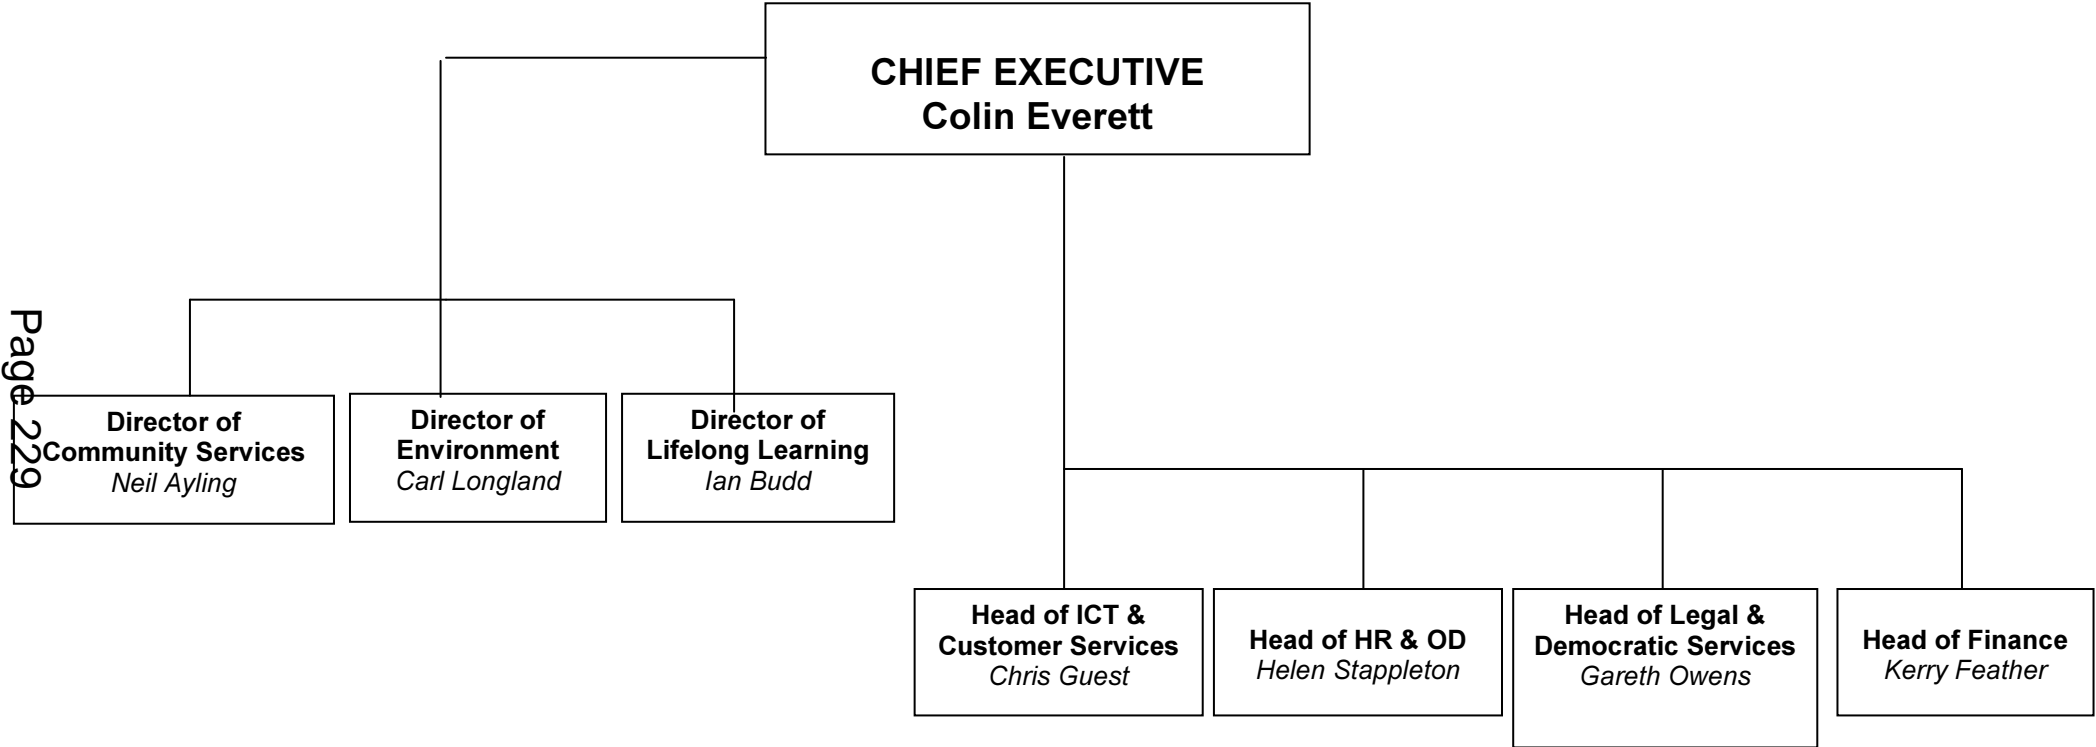 CHIEF EXECUTIVE
Colin Everett
Page 229
Director of
Community Services
Neil Ayling
Director of
Environment
Carl Longland
Director of
Lifelong Learning
Ian Budd
Head of ICT &
Customer Services
Chris Guest
Head of HR & OD
Helen Stappleton
Head of Legal &
Democratic Services
Gareth Owens
Head of Finance
Kerry Feather